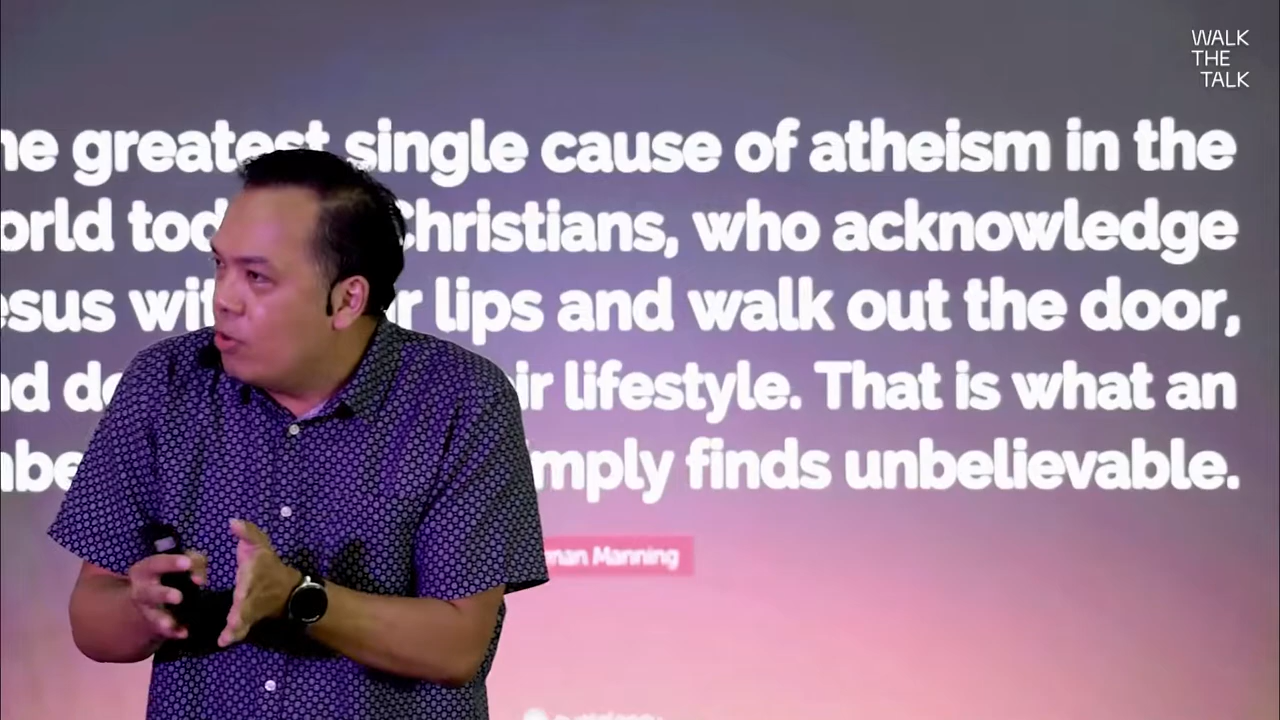 WALK
THE
TALK
he greatest single cause of atheism in the
orld tod Christians, who acknowledge
esus wit r lips and walk out the door,
nd de ir lifestyle. That is what an
nbe mply finds unbelievable.
nan Manning